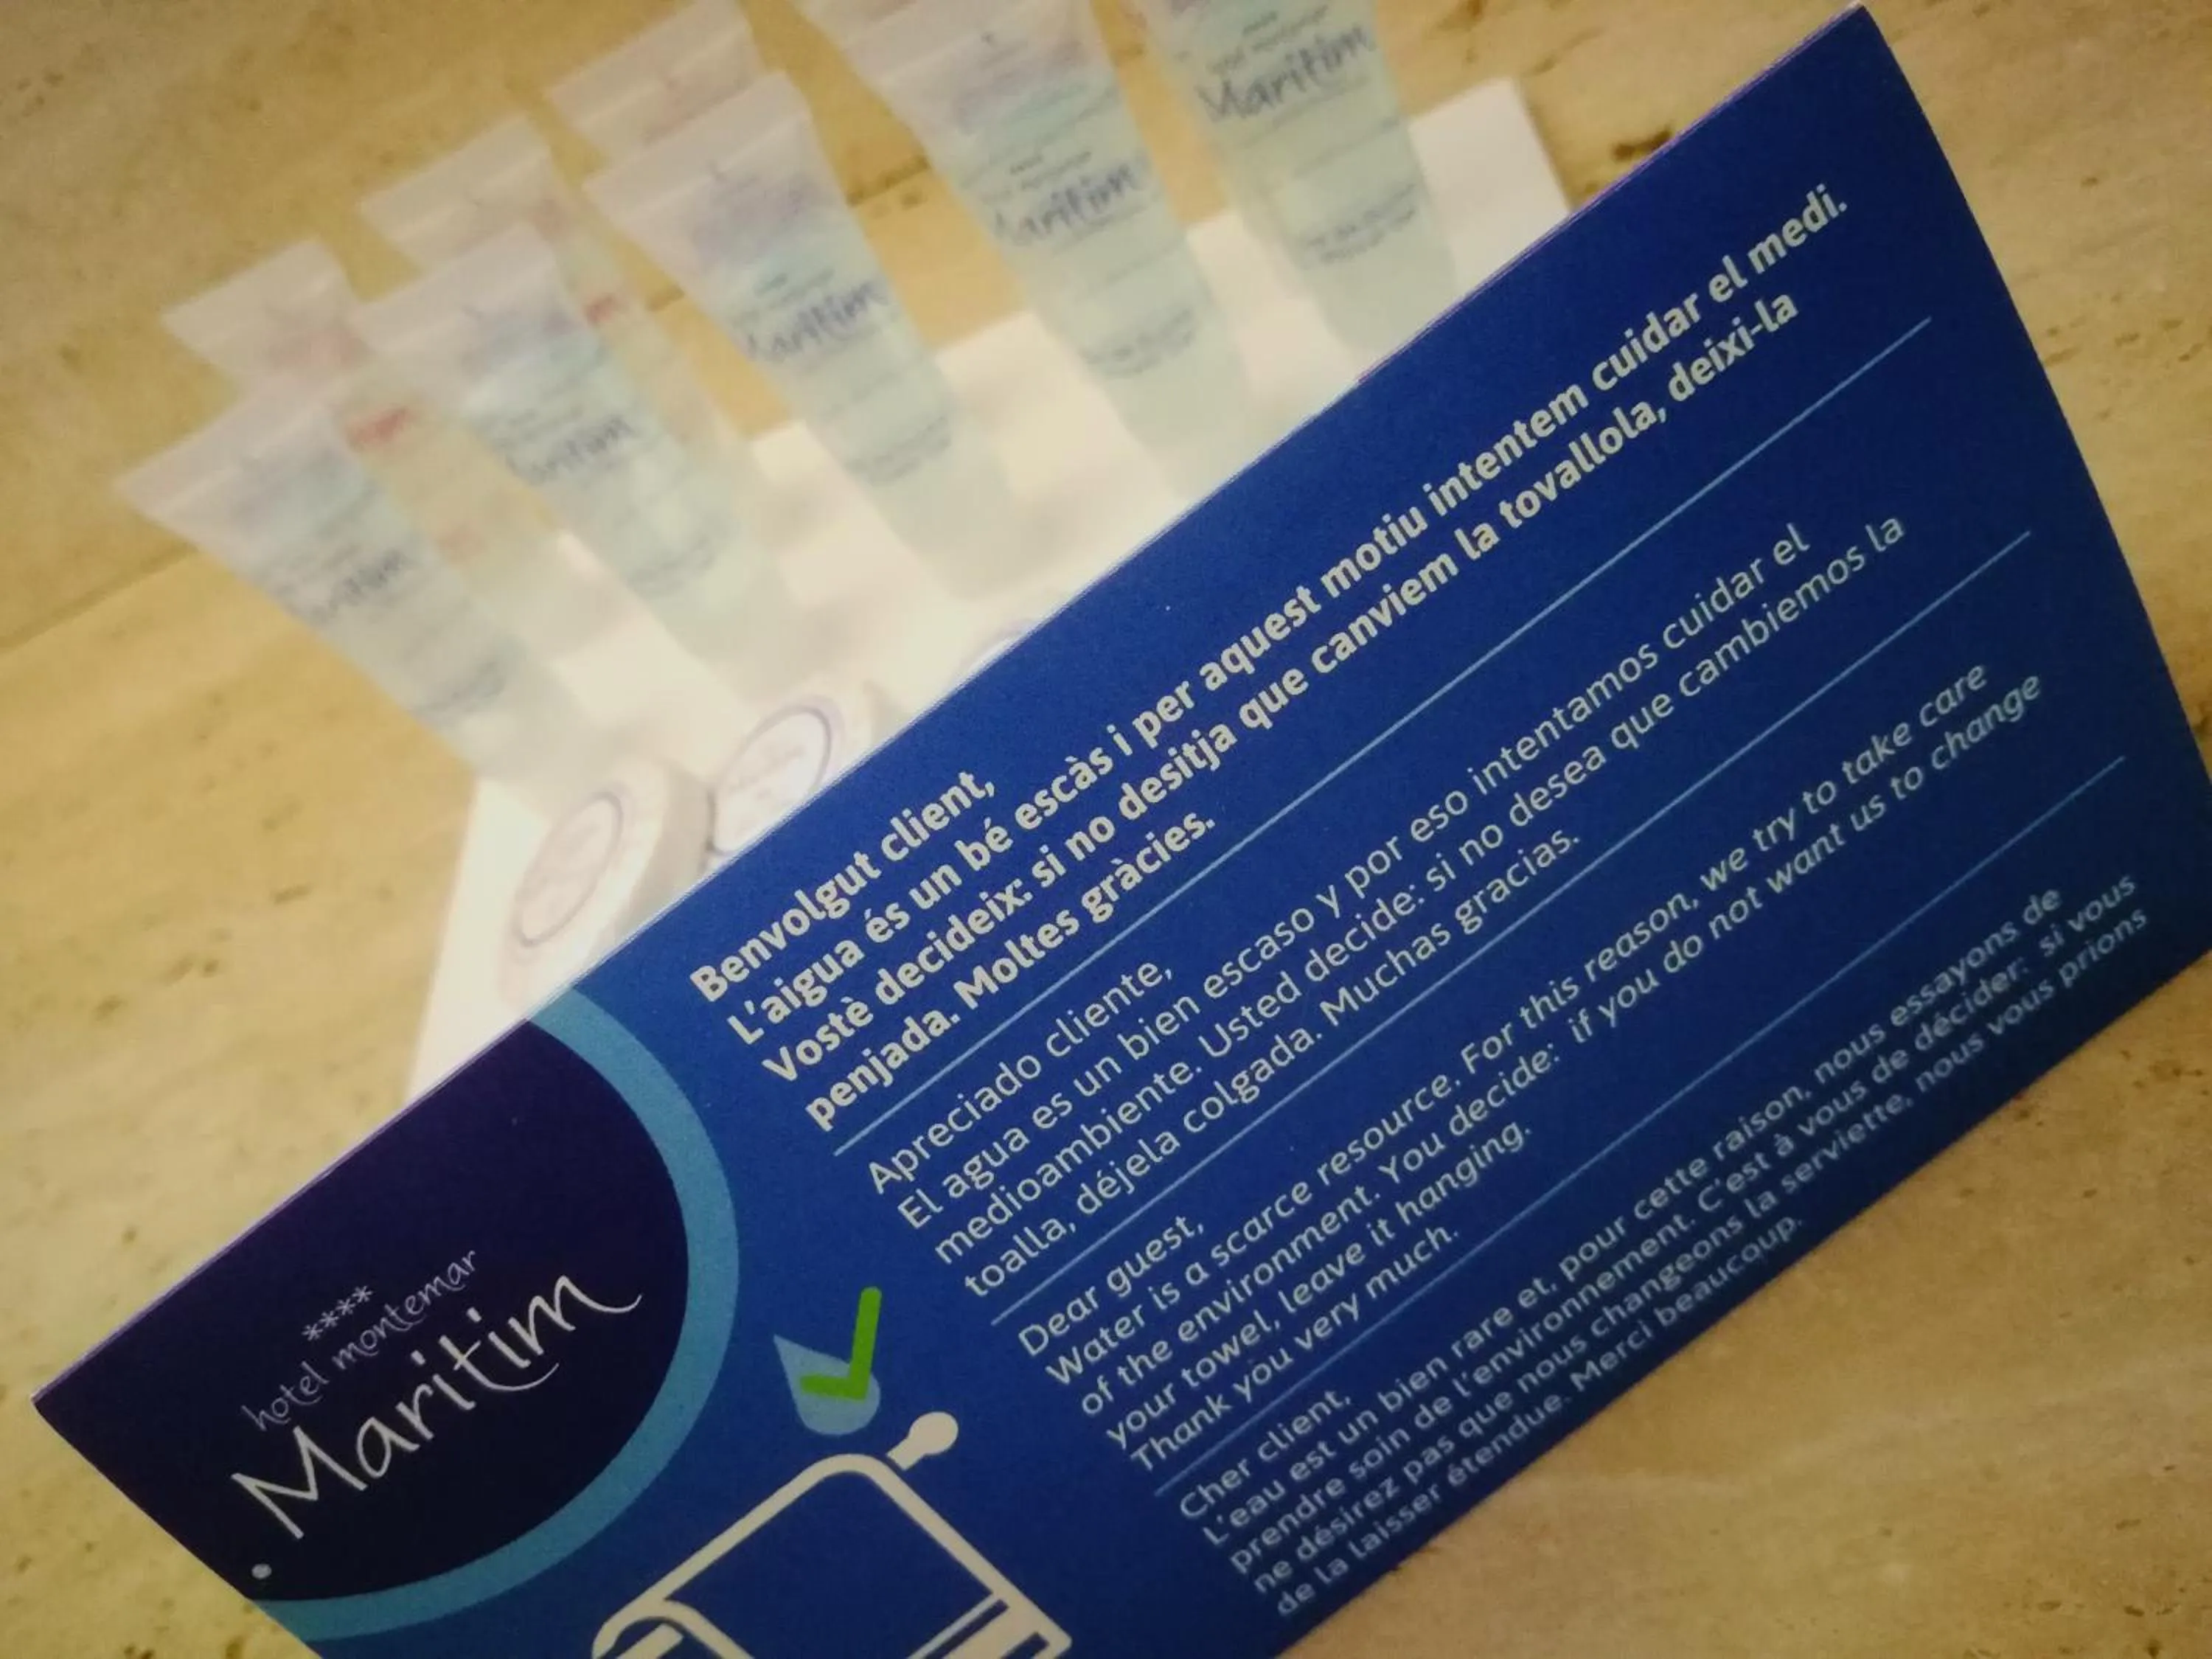 Maritim
Maritim
Maritim
Benvolgut client,
L'aigua és un bé escàs i per aquest motiu intentem cuidar el medi.
Vostè decideix: si no desitja que canviem la tovallola, deixi-la
penjada. Moltes gràcies.
Apreciado cliente,
El agua es un bien escaso y por eso intentamos cuidar el
medioambiente. Usted decide: si no desea que cambiemos la
toalla, déjela colgada. Muchas gracias.
Dear guest,
Water is a scarce resource. For this reason, we try to take care
of the environment. You decide: if you do not want us to change
your towel, leave it hanging.
Thank you very much.
Cher client,
L'eau est un bien rare et, pour cette raison, nous essayons de
prendre soin de l'environnement. C'est à vous de décider: si vous
ne désirez pas que nous changeons la serviette, nous vous prions
de la laisser étendue. Merci beaucoup.
****
hotel montemar
Maritim